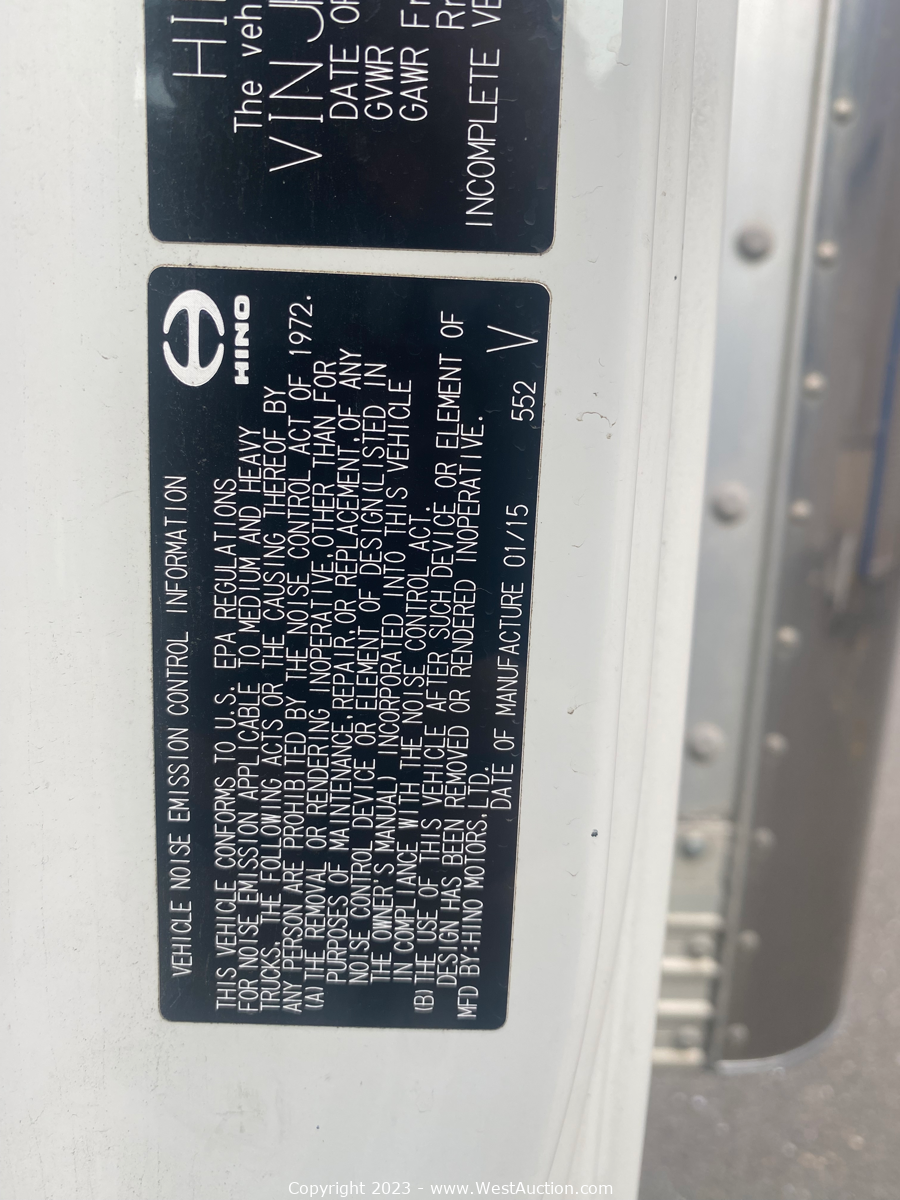 HINO
VEHICLE NOISE EMISSION CONTROL INFORMATION
THIS VEHICLE CONFORMS TO U.S. EPA REGULATIONS
FOR NOISE EMISSION APPLICABLE TO MEDIUM AND HEAVY
TRUCKS. THE FOLLOWING ACTS OR THE CAUSING THEREOF BY
ANY PERSON ARE PROHIBITED BY THE NOISE CONTROL ACT OF 1972.
(A) THE REMOVAL OR RENDERING INOPERATIVE,OTHER THAN FOR
PURPOSES OF MAINTENANCE,REPAIR,OR REPLACEMENT,OF ANY
NOISE CONTROL DEVICE OR ELEMENT OF DESIGN(LISTED IN
THE OWNER'S MANUAL) INCORPORATED INTO THIS VEHICLE
IN COMPLIANCE WITH THE NOISE CONTROL ACT.
(B) THE USE OF THIS VEHICLE AFTER SUCH DEVICE OR ELEMENT OF
DESIGN HAS BEEN REMOVED OR RENDERED INOPERATIVE.
MFD BY:HINO MOTORS,LTD.
DATE OF MANUFACTURE 01/15 552 V
HI
The veh
VIN J
DATE OF
GVWR
GAWR Fr
Rr
INCOMPLETE VE
Copyright 2023 - www.WestAuction.com